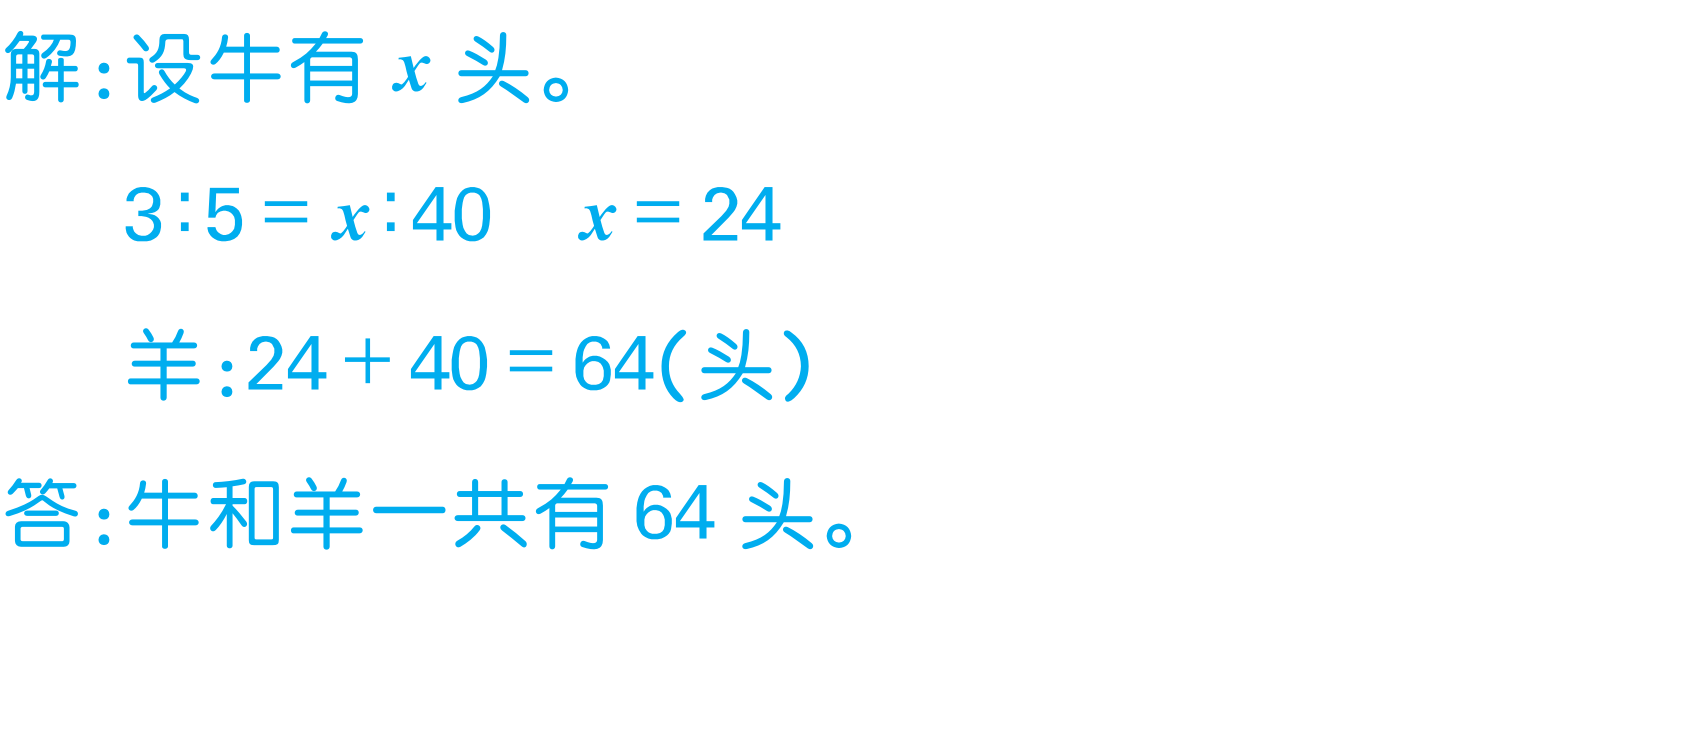 解:设牛有 x 头。
3∶5=x∶40 x=24
羊:24+40=64(头)
答:牛和羊一共有 64 头。